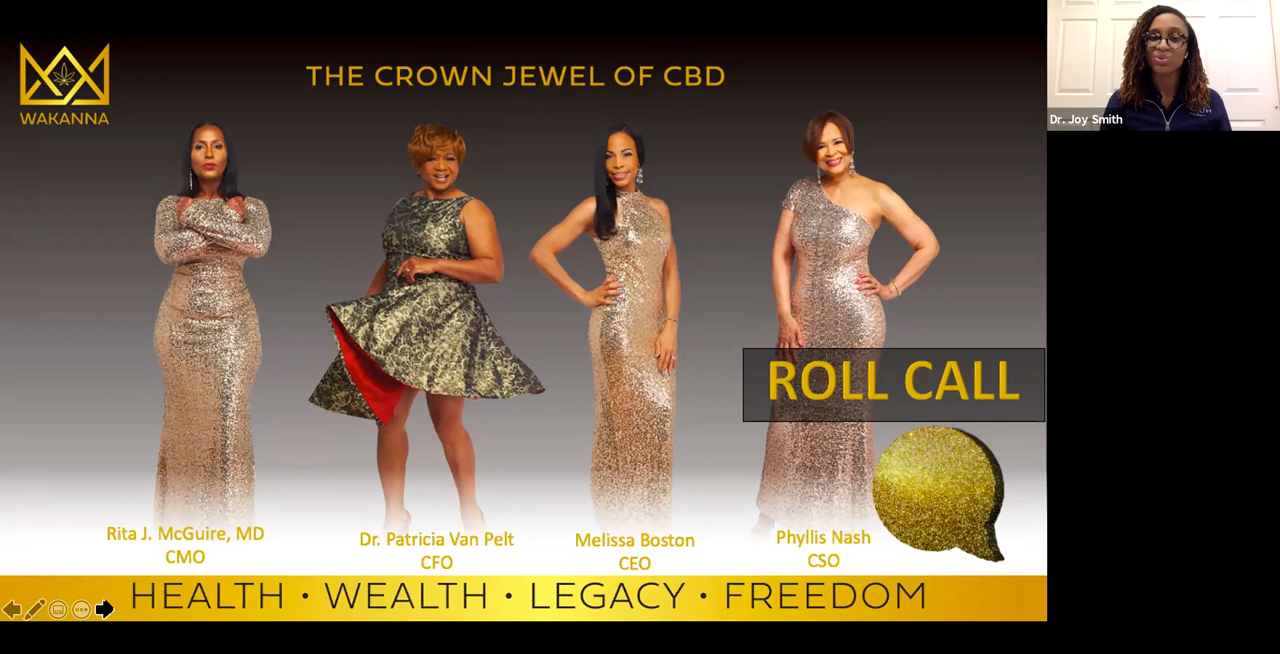 THE CROWN JEWEL OF CBD
WAKANNA
Dr. Joy Smith
ROLL CALL
Rita J. McGuire, MD
CMO
Dr. Patricia Van Pelt
CFO
Melissa Boston
CEO
Phyllis Nash
CSO
HEALTH • WEALTH • LEGACY • FREEDOM